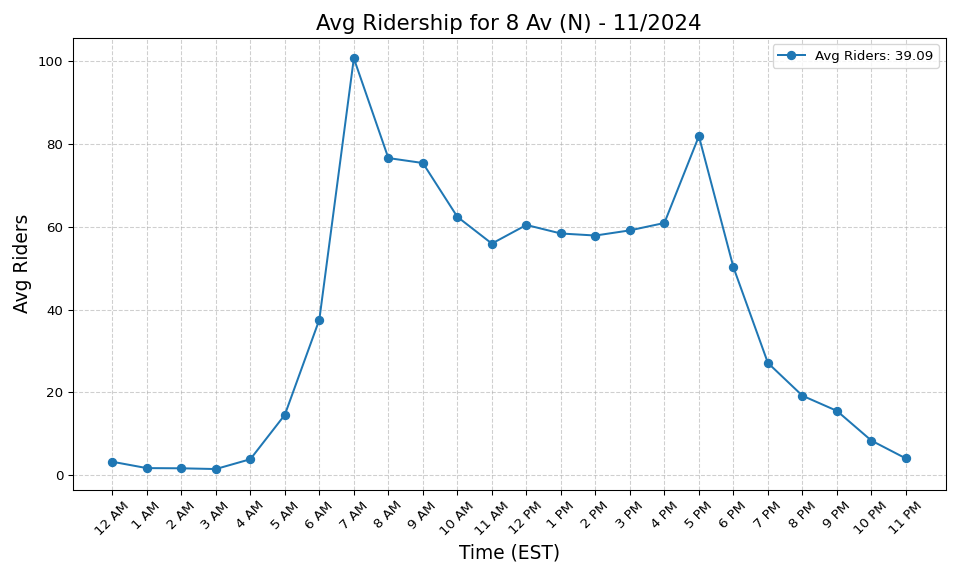 Avg Ridership for 8 Av (N) - 11/2024
Avg Riders: 39.09
100
80
60
40
20
0
Avg Riders
12 AM
1 AM
2 AM
3 AM
4 AM
5 AM
6 AM
7 AM
8 AM
9 AM
10 AM
11 AM
12 PM
1 PM
2 PM
3 PM
4 PM
5 PM
6 PM
7 PM
8 PM
9 PM
10 PM
11 PM
Time (EST)